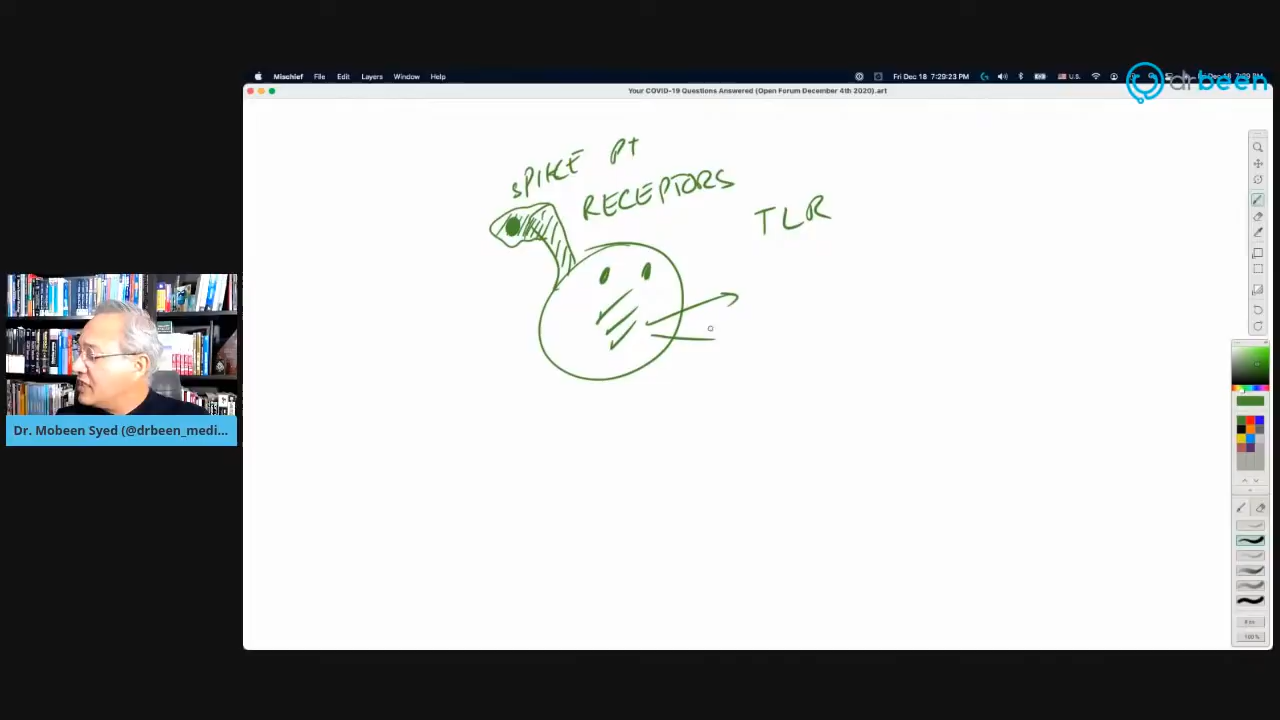 Mischief File Edit Layers Window Help
Fri Dec 18 7:29:23 PM U.S.
drbeen
Your COVID-19 Questions Answered (Open Forum December 4th 2020).art
SPIKE Pt
RECEPTORS
TLR
Dr. Mobeen Syed (@drbeen_medi...
100%